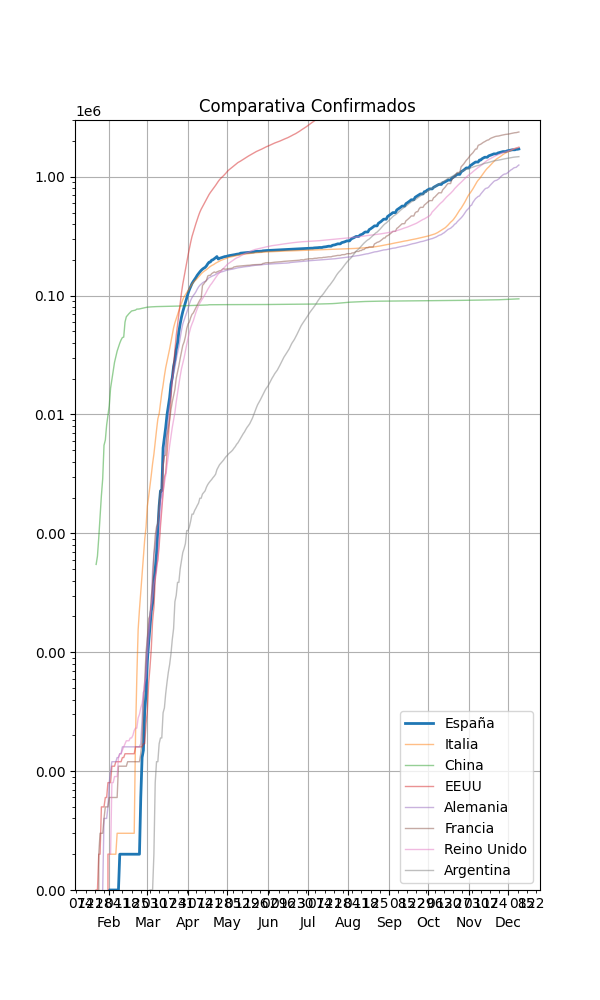 Comparativa Confirmados
1e6
1.00
0.10
0.01
0.00
0.00
0.00
0.00
España
Italia
China
EEUU
Alemania
Francia
Reino Unido
Argentina
Feb Mar Apr May Jun Jul Aug Sep Oct Nov Dec